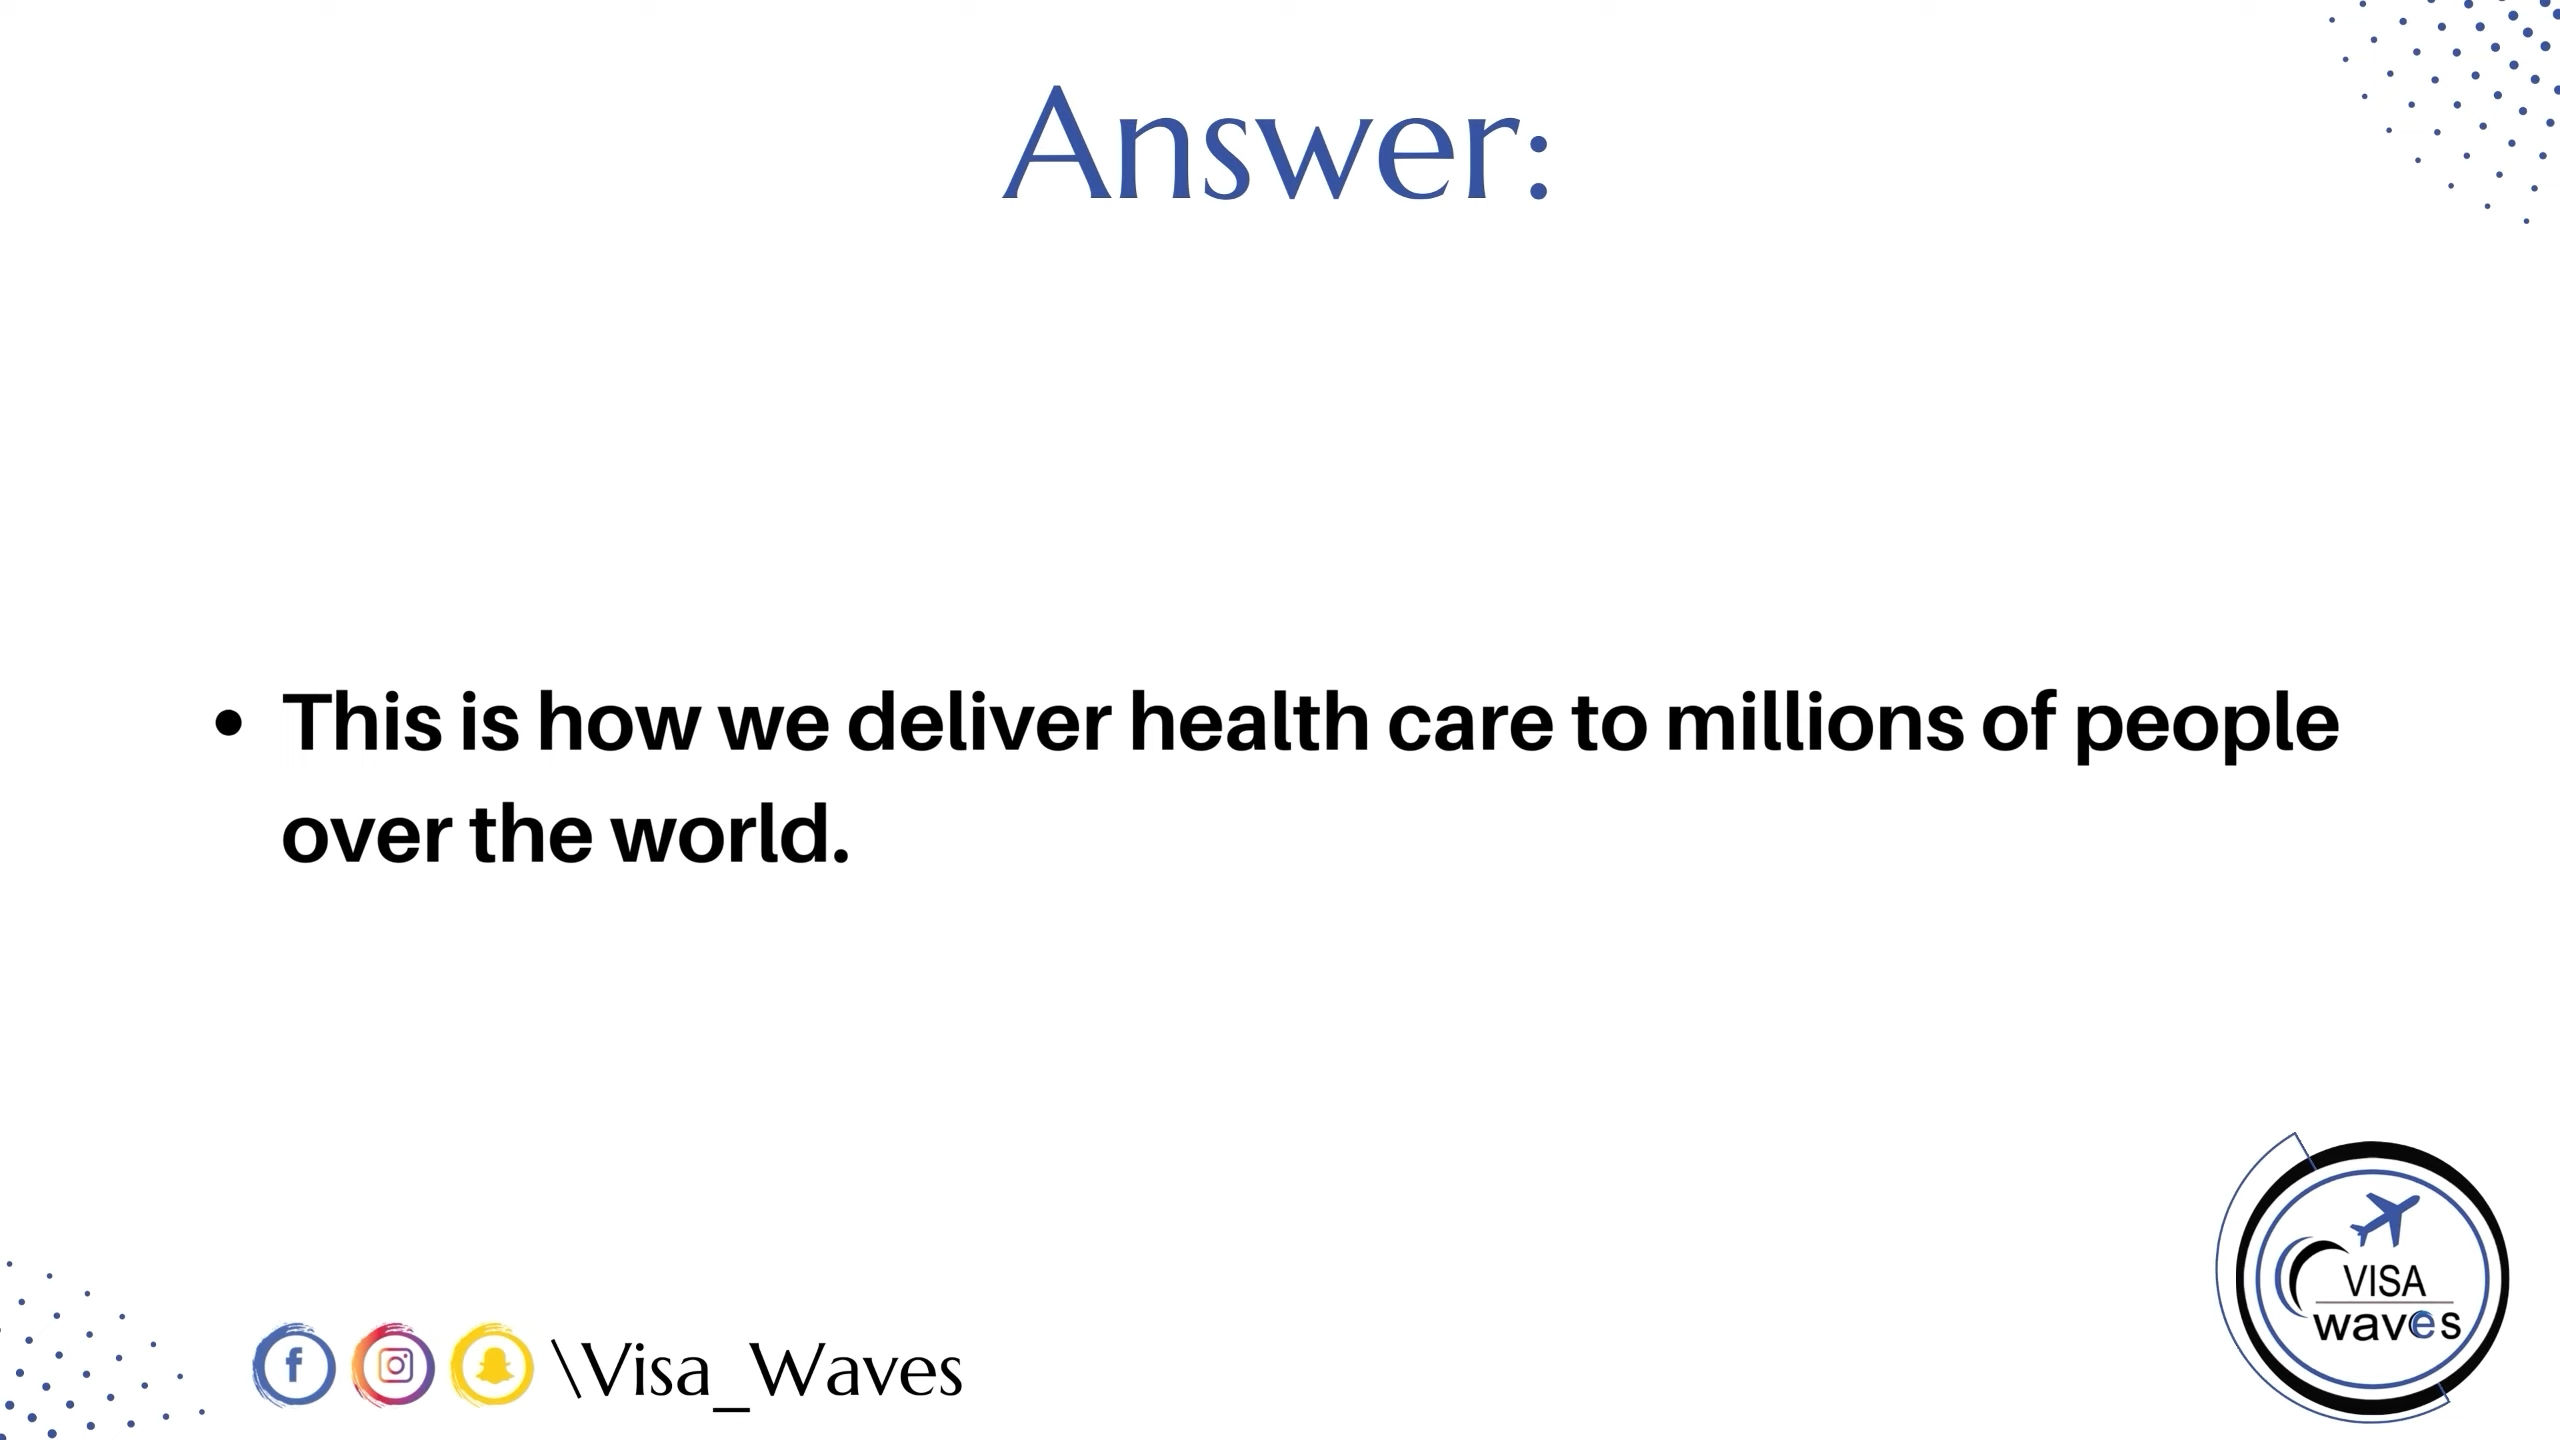 Answer:
• This is how we deliver health care to millions of people
over the world.
\Visa_Waves
VISA
waves